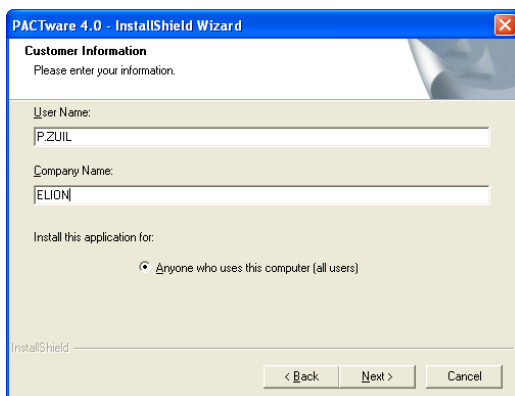 PACTware 4.0 - InstallShield Wizard
Customer Information
Please enter your information.
User Name:
P.ZUIL
Company Name:
ELION
Install this application for:
Anyone who uses this computer (all users)
InstallShield
< Back Next > Cancel